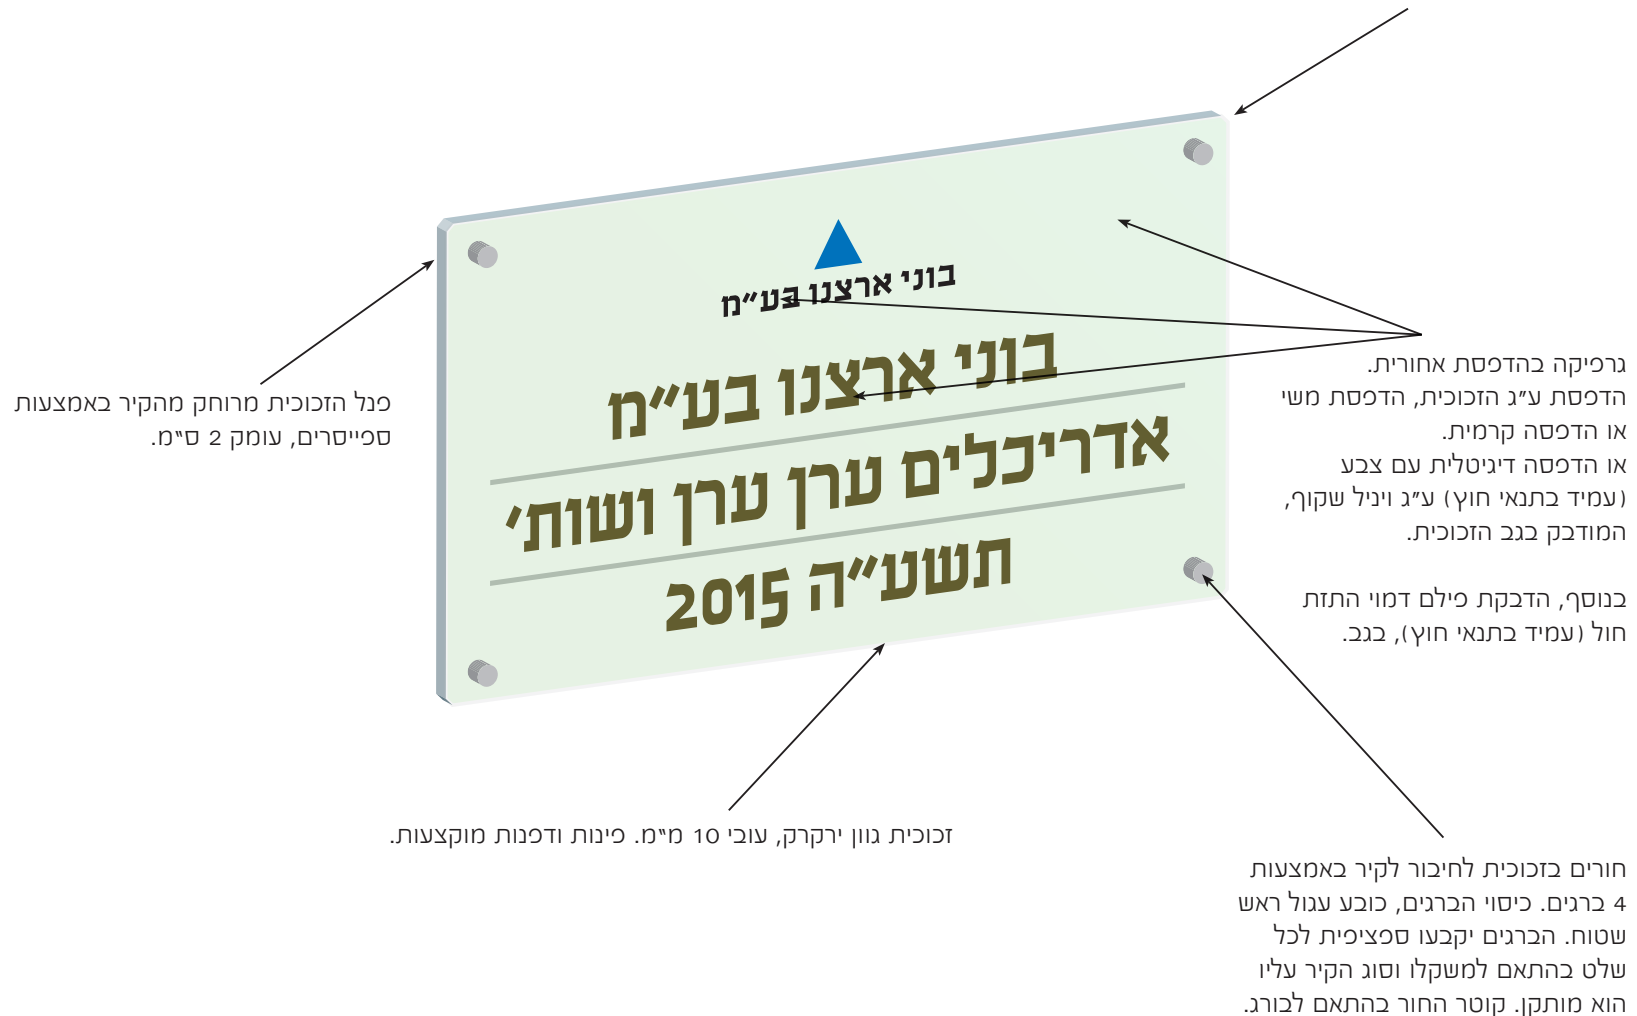 בוני ארצנו בע״מ
בוני ארצנו בע״מ
אדריכלים ערן ערן ושות׳
תשע״ה 2015
גרפיקה בהדפסת אחורית.
הדפסת ע״ג הזכוכית, הדפסת משי
או הדפסה קרמית.
או הדפסה דיגיטלית עם צבע
(עמיד בתנאי חוץ) ע״ג ויניל שקוף,
המודבק בגב הזכוכית.
בנוסף, הדבקת פילם דמוי התזת
חול (עמיד בתנאי חוץ), בגב.
פנל הזכוכית מרוחק מהקיר באמצעות
ספייסרים, עומק 2 ס״מ.
זכוכית גוון ירקרק, עובי 10 מ״מ. פינות ודפנות מוקצעות.
חורים בזכוכית לחיבור לקיר באמצעות
4 ברגים. כיסוי הברגים, כובע עגול ראש
שטוח. הברגים יקבעו ספציפית לכל
שלט בהתאם למשקלו וסוג הקיר עליו
הוא מותקן. קוטר החור בהתאם לבורג.